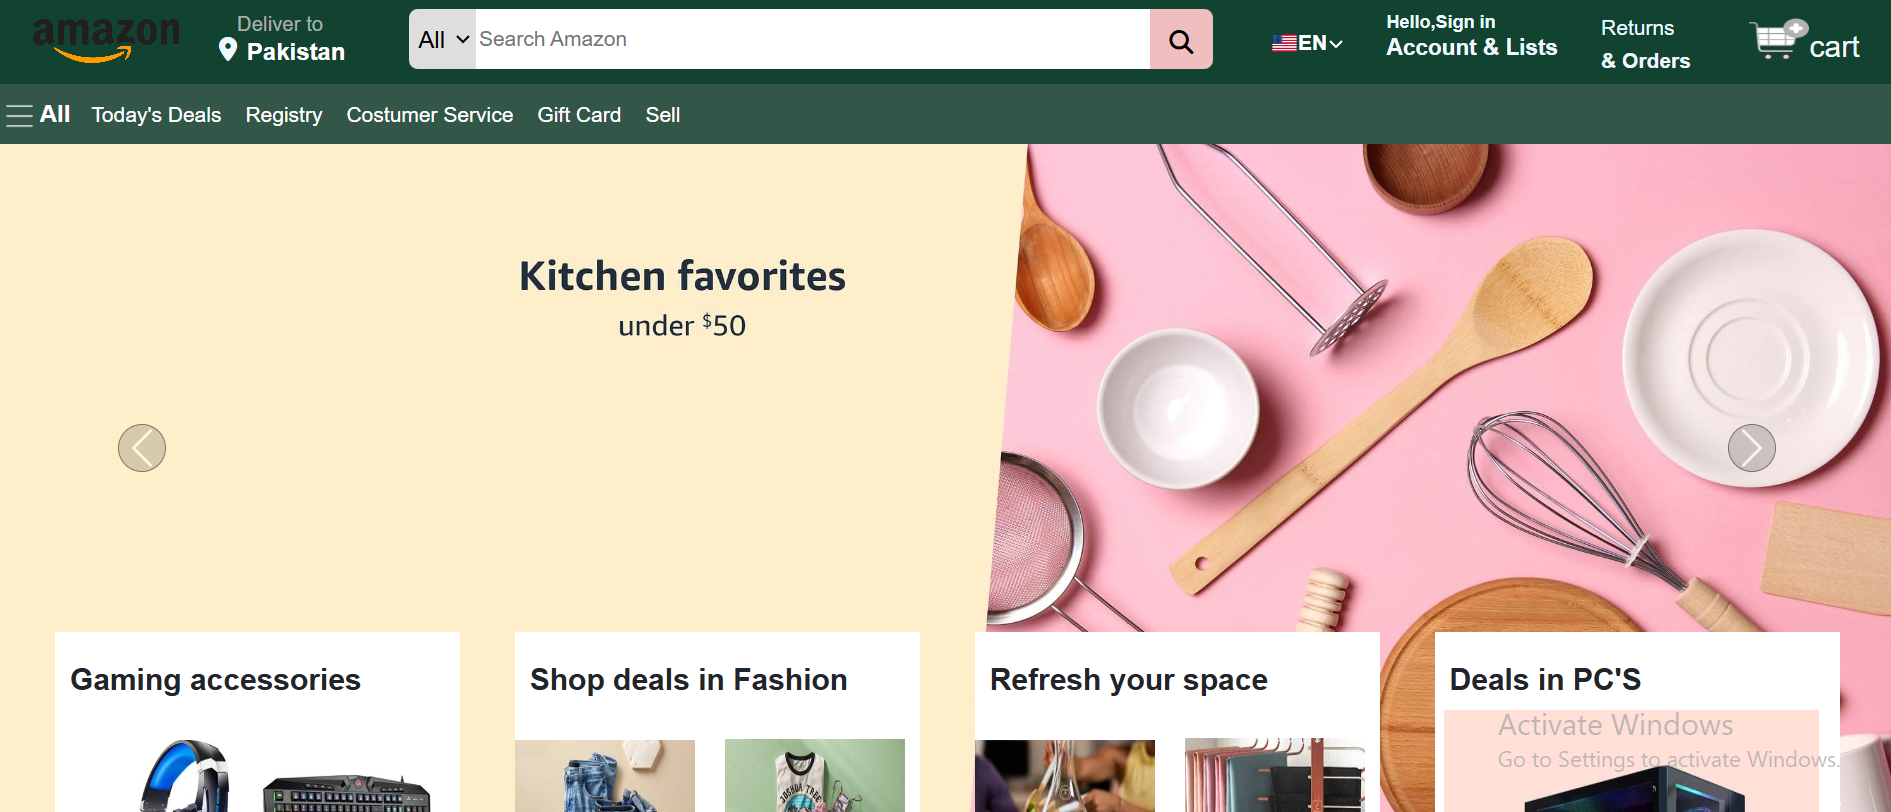 amazon
Deliver to
Pakistan
All
Search Amazon
EN
Hello,Sign in
Account & Lists
Returns
& Orders
cart
All
Today's Deals
Registry
Costumer Service
Gift Card
Sell
Kitchen favorites
under $50
Gaming accessories
Shop deals in Fashion
Refresh your space
Deals in PC'S
JOSHUA TREE
Activate Windows
Go to Settings to activate Windows.